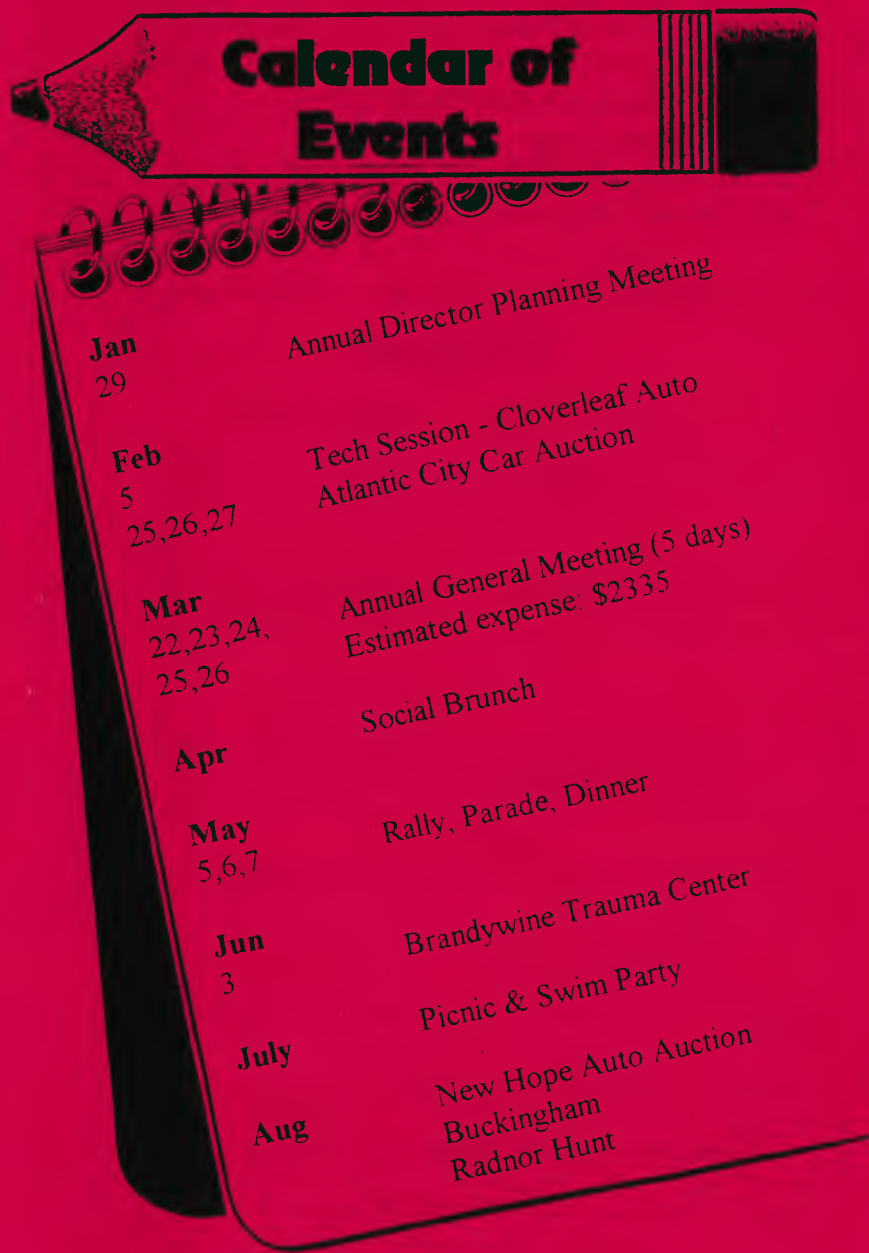 Calendar of
Events
Jan
29 Annual Director Planning Meeting
Feb
5 Tech Session - Cloverleaf Auto
25,26,27 Atlantic City Car Auction
Mar
22,23,24, Annual General Meeting (5 days)
25,26 Estimated expense: $2335
Apr Social Brunch
May
5,6,7 Rally, Parade, Dinner
Jun
3 Brandywine Trauma Center
July Picnic & Swim Party
Aug New Hope Auto Auction
Buckingham
Radnor Hunt